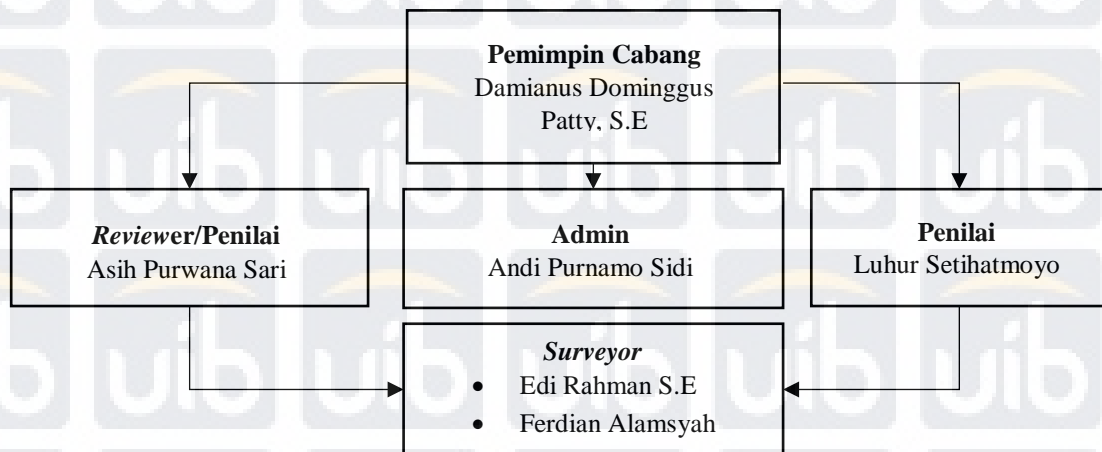 Pemimpin Cabang
Damianus Dominggus
Patty, S.E
Reviewer/Penilai
Asih Purwana Sari
Admin
Andi Purnamo Sidi
Penilai
Luhur Setihatmoyo
Surveyor
• Edi Rahman S.E
• Ferdian Alamsyah